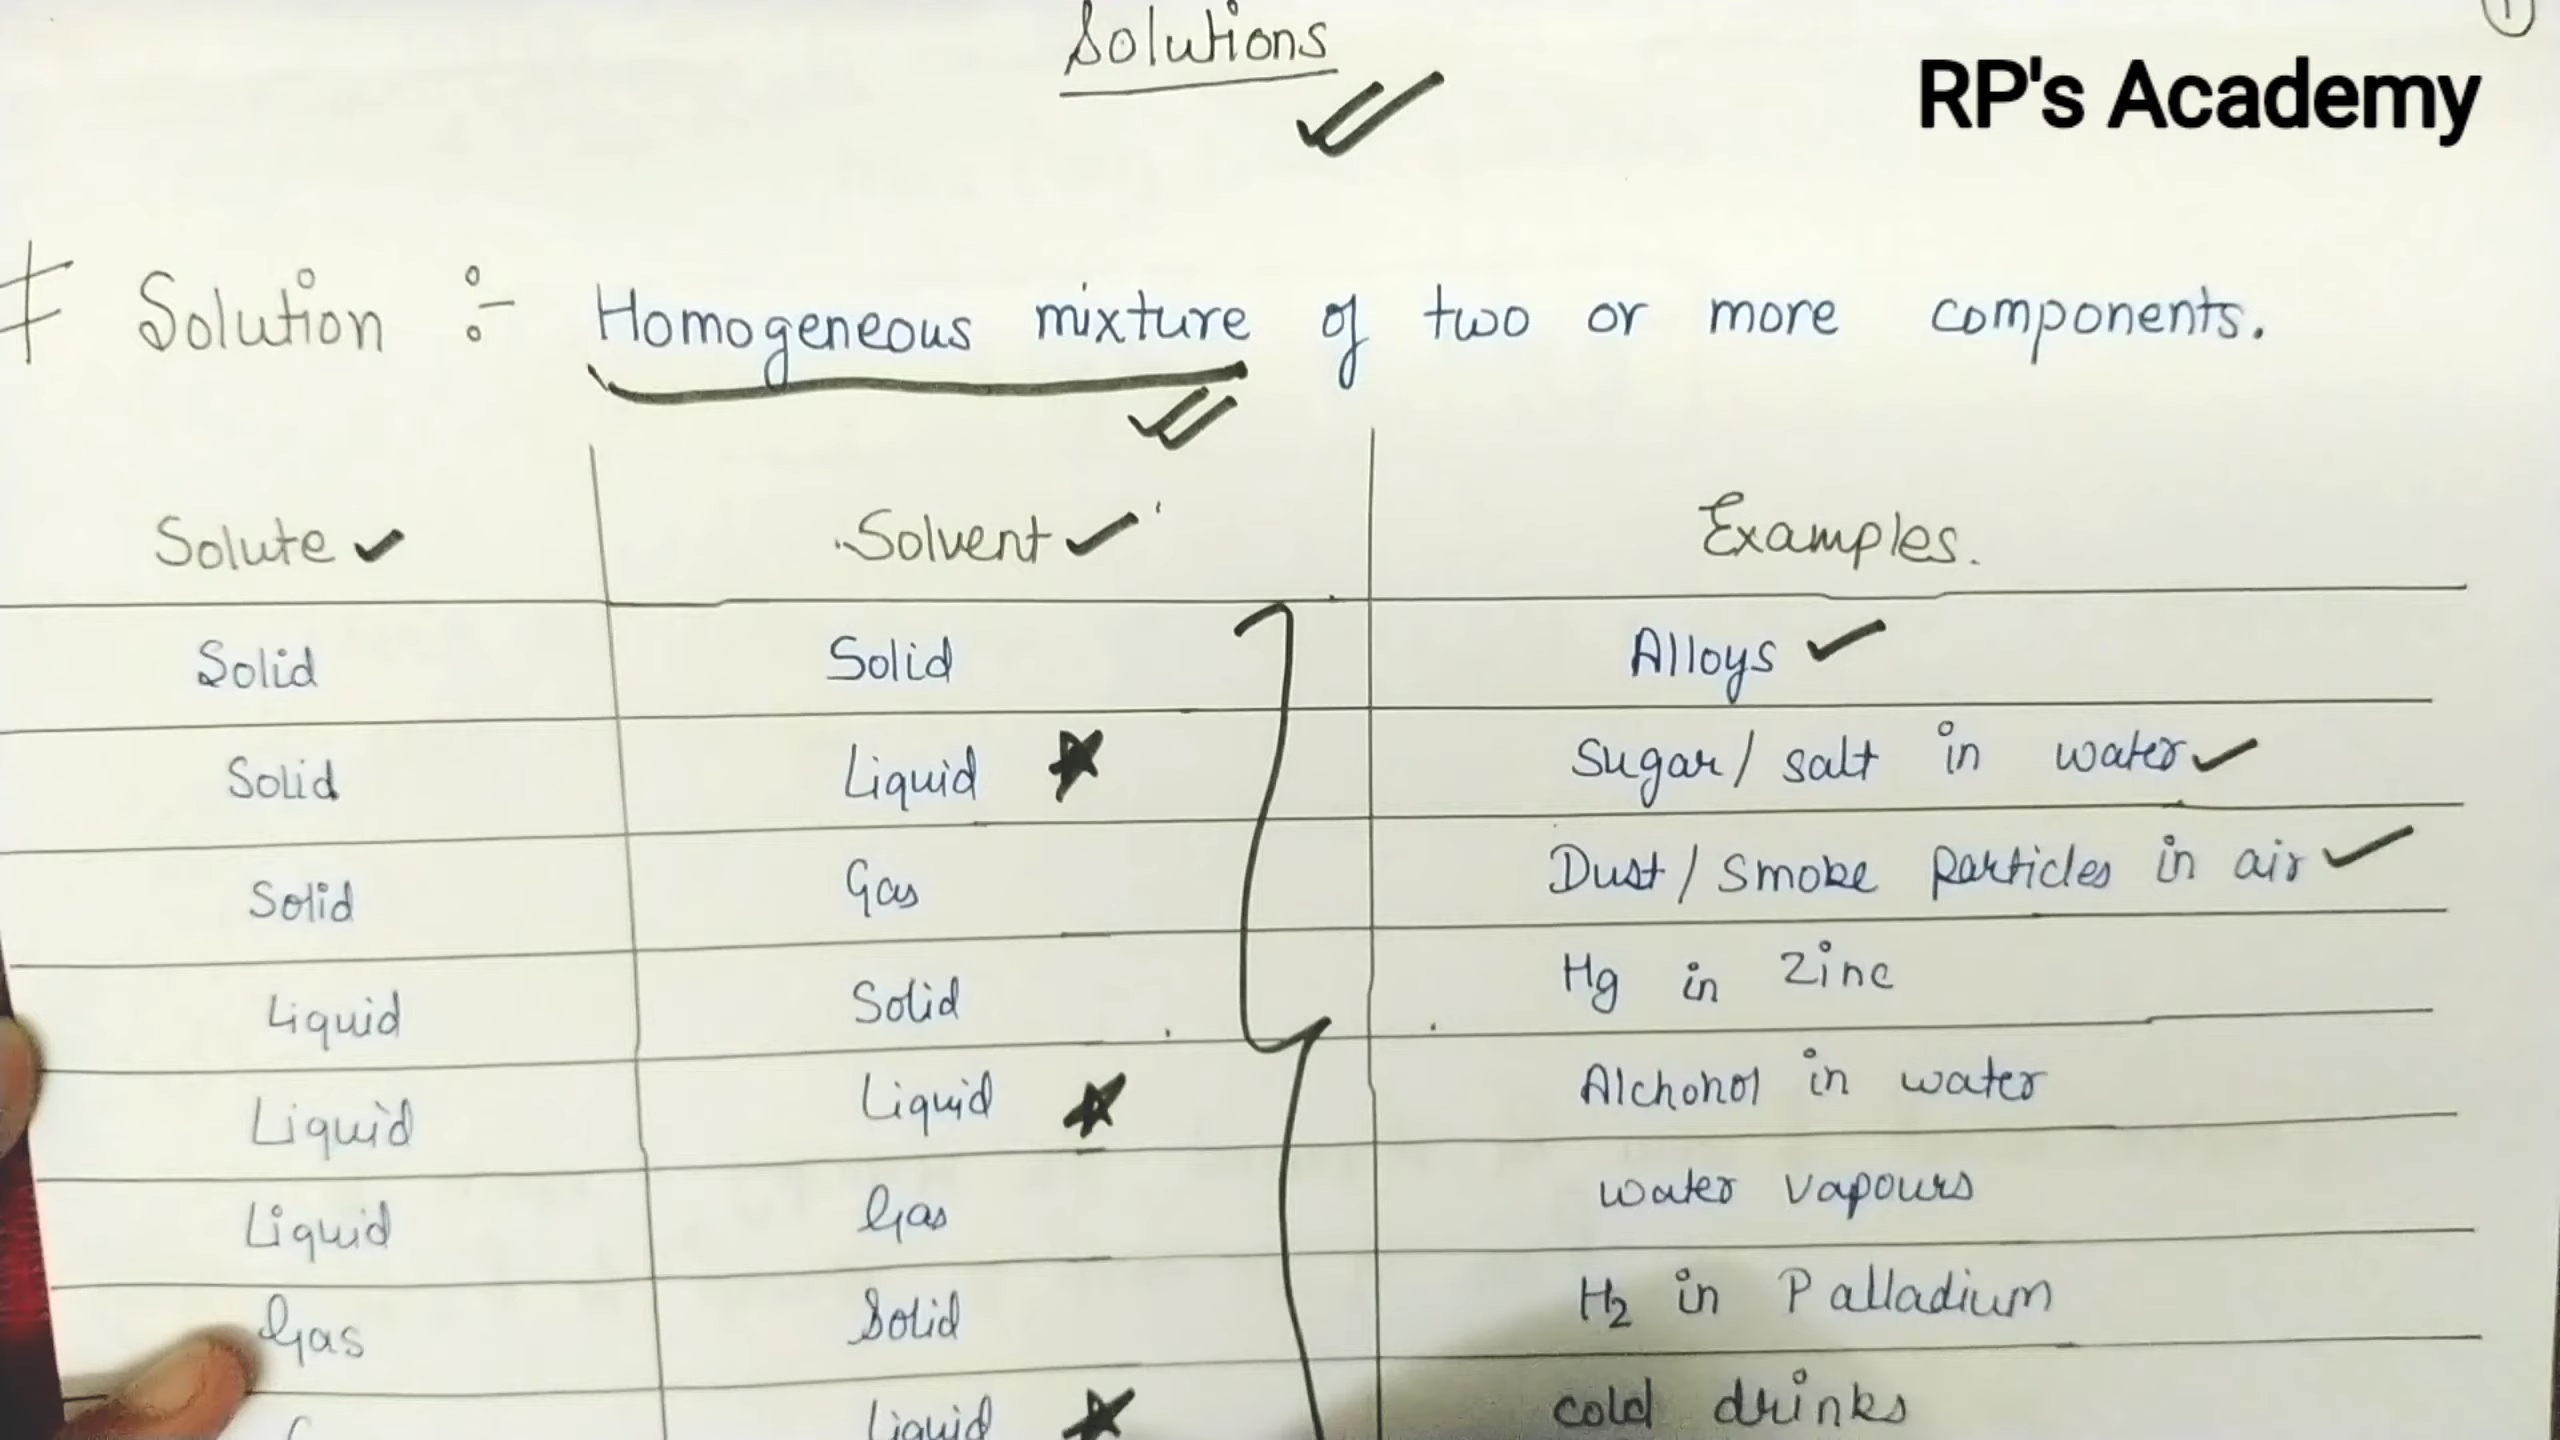 Solutions
1
RP's Academy
# Solution :- Homogeneous mixture of two or more components.
Solute Solvent Examples.
Solid Solid Alloys
Solid Liquid Sugar/ salt in water
Solid Gas Dust/ Smoke particles in air
Liquid Solid Hg in Zinc
Liquid Liquid Alchohol in water
Liquid Gas water vapours
Gas Solid H₂ in Palladium
Liquid cold drinks